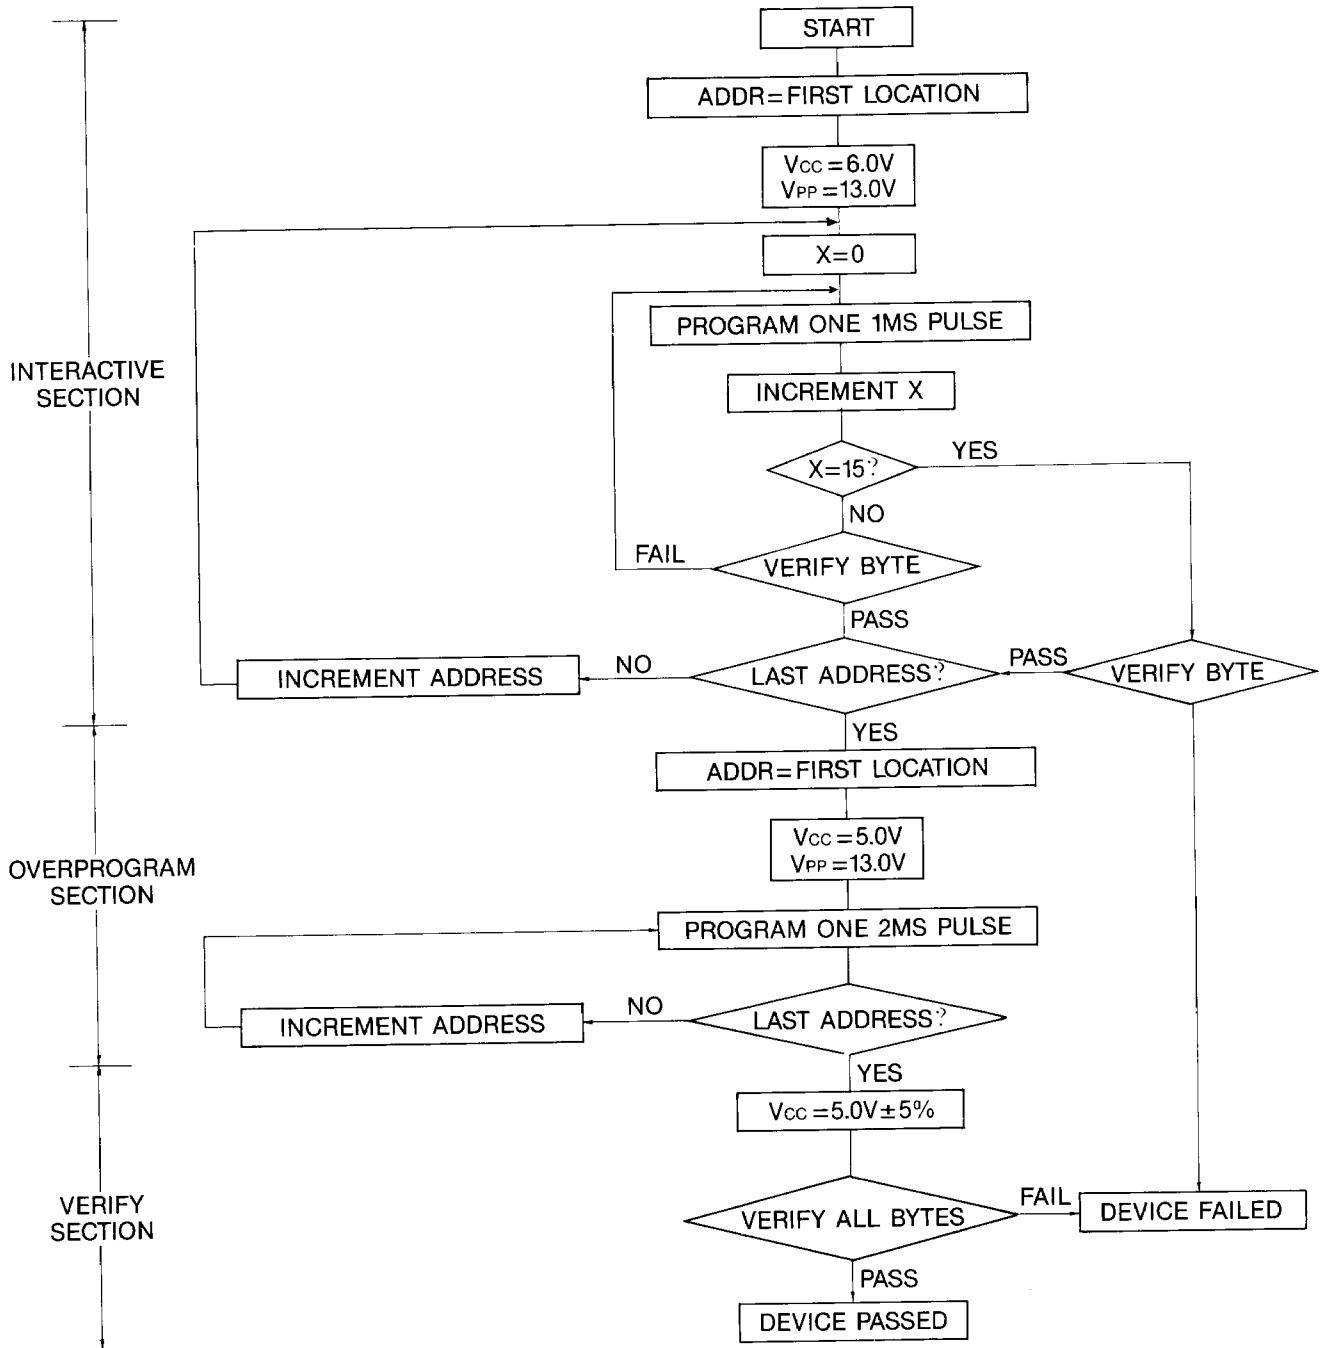 START
ADDR=FIRST LOCATION
VCC=6.0V
VPP=13.0V
X=0
PROGRAM ONE 1MS PULSE
INTERACTIVE
SECTION
INCREMENT X
X=15?
YES
NO
FAIL
VERIFY BYTE
PASS
INCREMENT ADDRESS
NO
LAST ADDRESS?
PASS
VERIFY BYTE
YES
ADDR=FIRST LOCATION
VCC=5.0V
VPP=13.0V
OVERPROGRAM
SECTION
PROGRAM ONE 2MS PULSE
INCREMENT ADDRESS
NO
LAST ADDRESS?
YES
VCC=5.0V±5%
VERIFY
SECTION
VERIFY ALL BYTES
FAIL
DEVICE FAILED
PASS
DEVICE PASSED